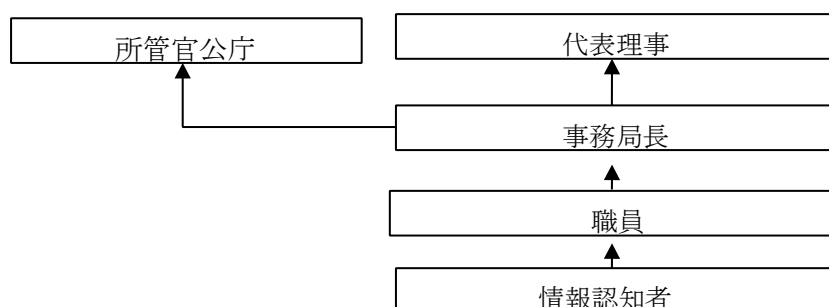 所管官公庁
代表理事
事務局長
職員
情報認知者